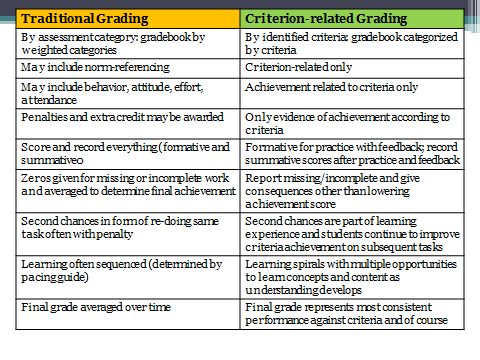 Traditional Grading
Criterion-related Grading
By assessment category: gradebook by
weighted categories
By identified criteria: gradebook categorized
by criteria
May include norm-referencing
Criterion-related only
May include behavior, attitude, effort,
attendance
Achievement related to criteria only
Penalties and extra credit may be awarded
Only evidence of achievement according to
criteria
Score and record everything (formative and
summativeo
Formative for practice with feedback; record
summative scores after practice and feedback
Zeros given for missing or incomplete work
and averaged to determine final achievement
Report missing/incomplete and give
consequences other than lowering
achievement score
Second chances in form of re-doing same
task often with penalty
Second chances are part of learning
experience and students continue to improve
criteria achievement on subsequent tasks
Learning often sequenced (determined by
pacing guide)
Learning spirals with multiple opportunities
to learn concepts and content as
understanding develops
Final grade averaged over time
Final grade represents most consistent
performance against criteria and of course